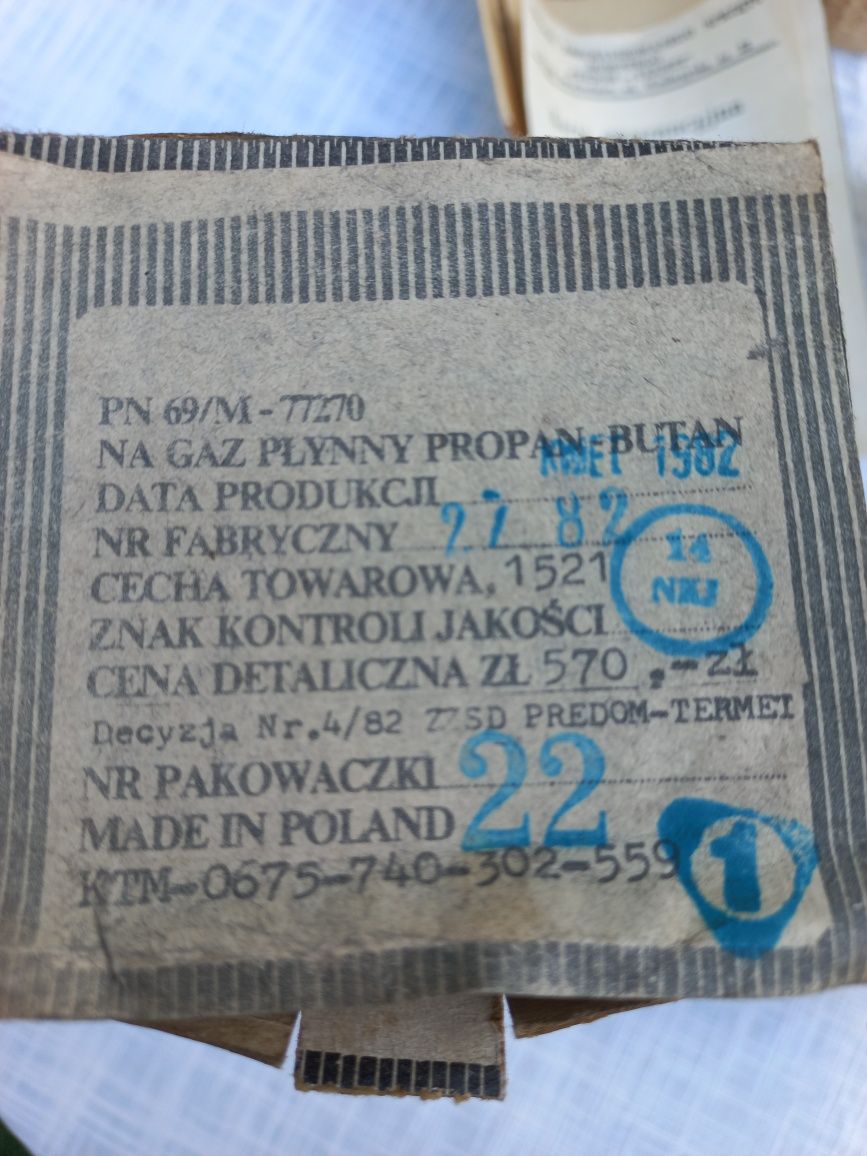 PN 69/M-77270
NA GAZ PŁYNNY PROPAN-BUTAN
KWIE 1982
DATA PRODUKCJI
NR FABRYCZNY 82
14
NKJ
CECHA TOWAROWA, 1521
ZNAK KONTROLI JAKOŚCI
CENA DETALICZNA ZŁ 570,-zł
Decyzja Nr.4/82 PREDOM-TERMET
NR PAKOWACZKI 22
MADE IN POLAND
KTM-0675-740-302-559
1